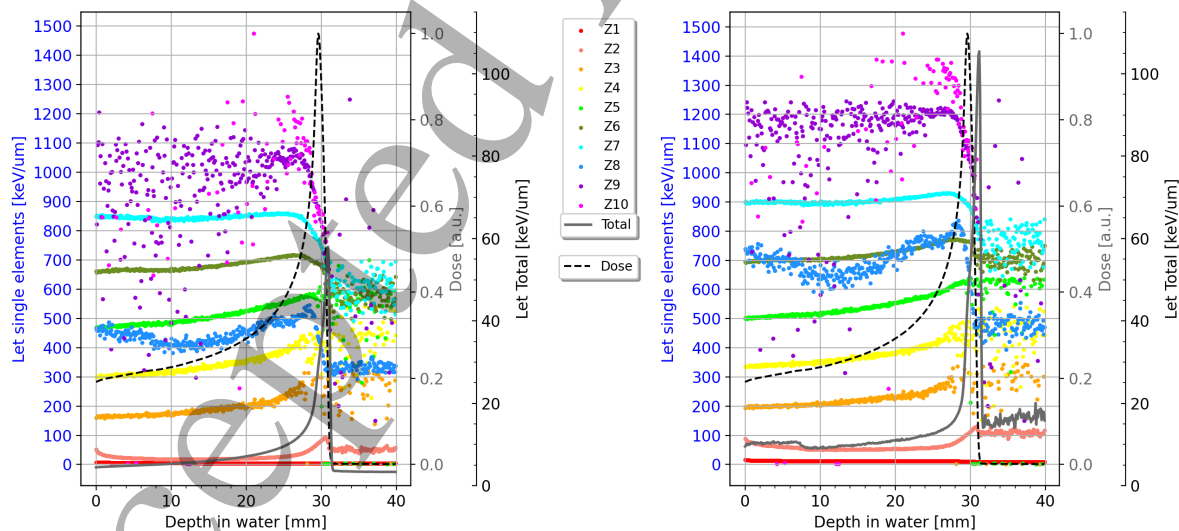 1500
1400
1300
1200
1100
1000
900
800
700
600
500
400
300
200
100
0
Let single elements [keV/um]
0 10 20 30 40
Depth in water [mm]
1.0
0.8
0.6
0.4
0.2
0.0
Dose [a.u.]
100
80
60
40
20
0
Let Total [keV/um]
Z1
Z2
Z3
Z4
Z5
Z6
Z7
Z8
Z9
Z10
Total
Dose
1500
1400
1300
1200
1100
1000
900
800
700
600
500
400
300
200
100
0
Let single elements [keV/um]
0 10 20 30 40
Depth in water [mm]
1.0
0.8
0.6
0.4
0.2
0.0
Dose [a.u.]
100
80
60
40
20
0
Let Total [keV/um]
cepted